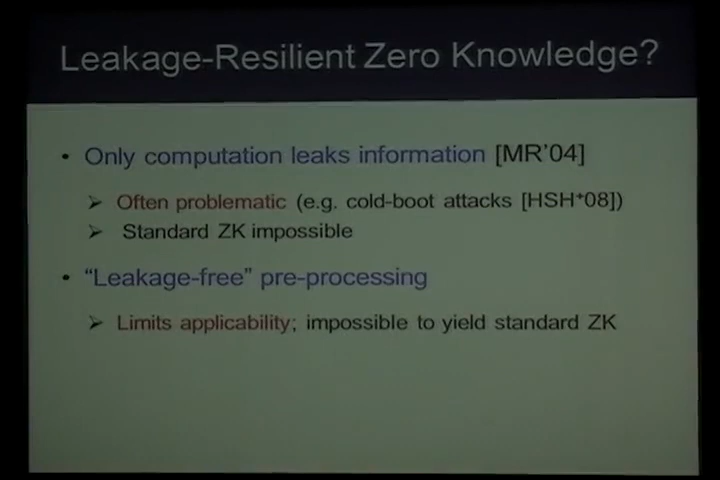 Leakage-Resilient Zero Knowledge?
• Only computation leaks information [MR'04]
➢ Often problematic (e.g. cold-boot attacks [HSH+08])
➢ Standard ZK impossible
• “Leakage-free” pre-processing
➢ Limits applicability; impossible to yield standard ZK